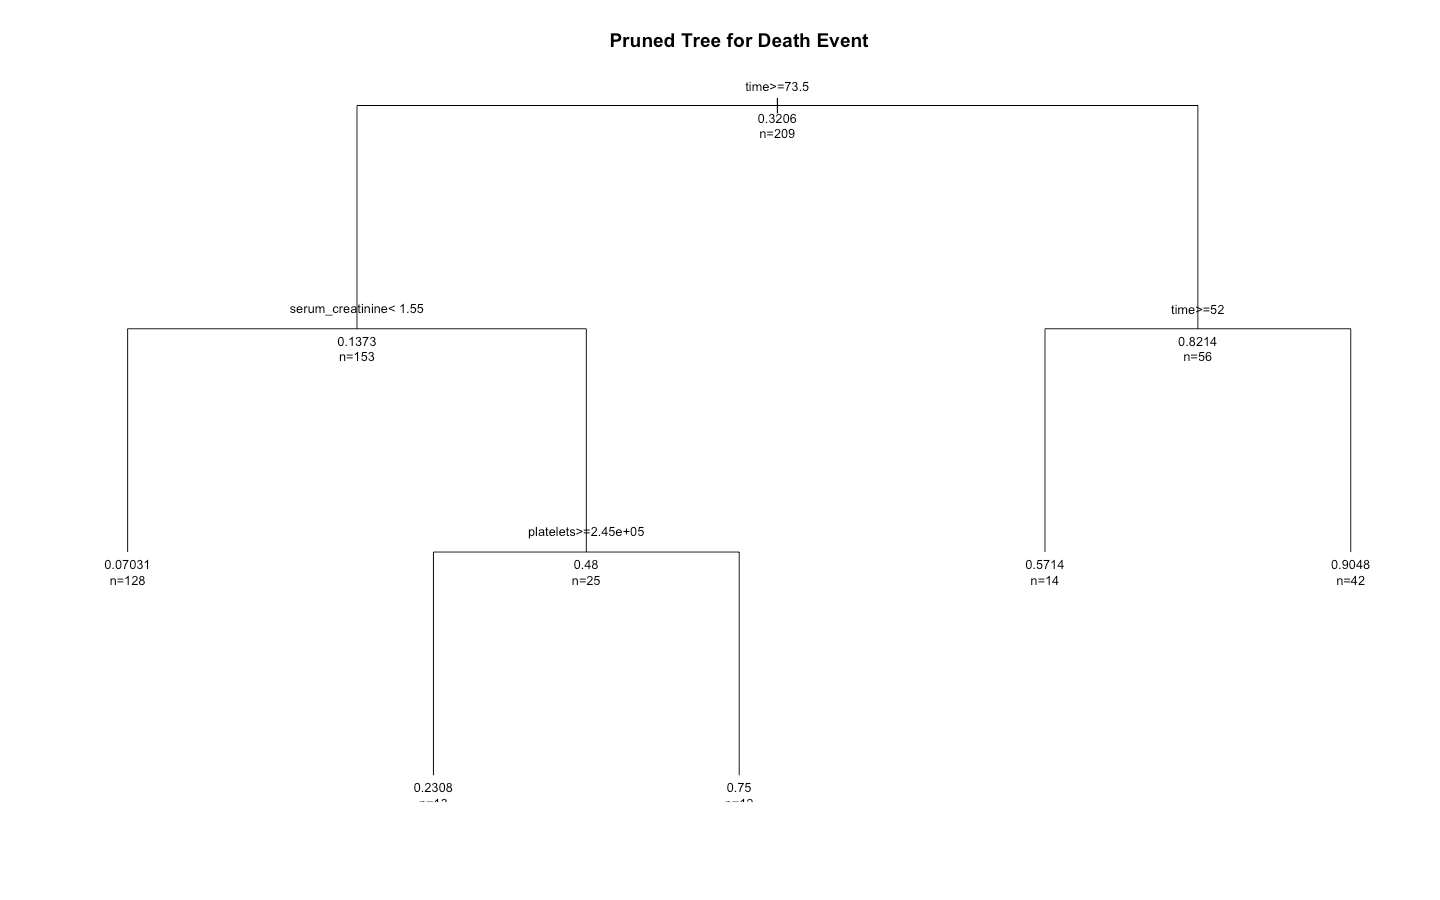 Pruned Tree for Death Event
time>=73.5
0.3206
n=209
serum_creatinine< 1.55
time>=52
0.1373
n=153
0.8214
n=56
platelets>=2.45e+05
0.07031
n=128
0.48
n=25
0.5714
n=14
0.9048
n=42
0.2308
0.75